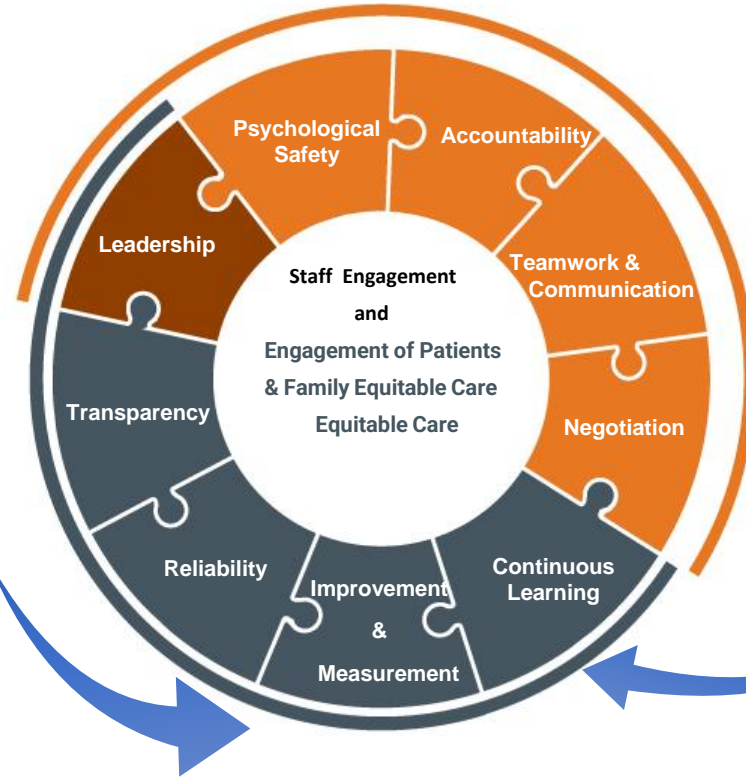 Psychological
Safety
Accountability
Leadership
Teamwork &
Communication
Staff Engagement
and
Engagement of Patients
& Family Equitable Care
Equitable Care
Transparency
Negotiation
Reliability
Improvement
&
Measurement
Continuous
Learning